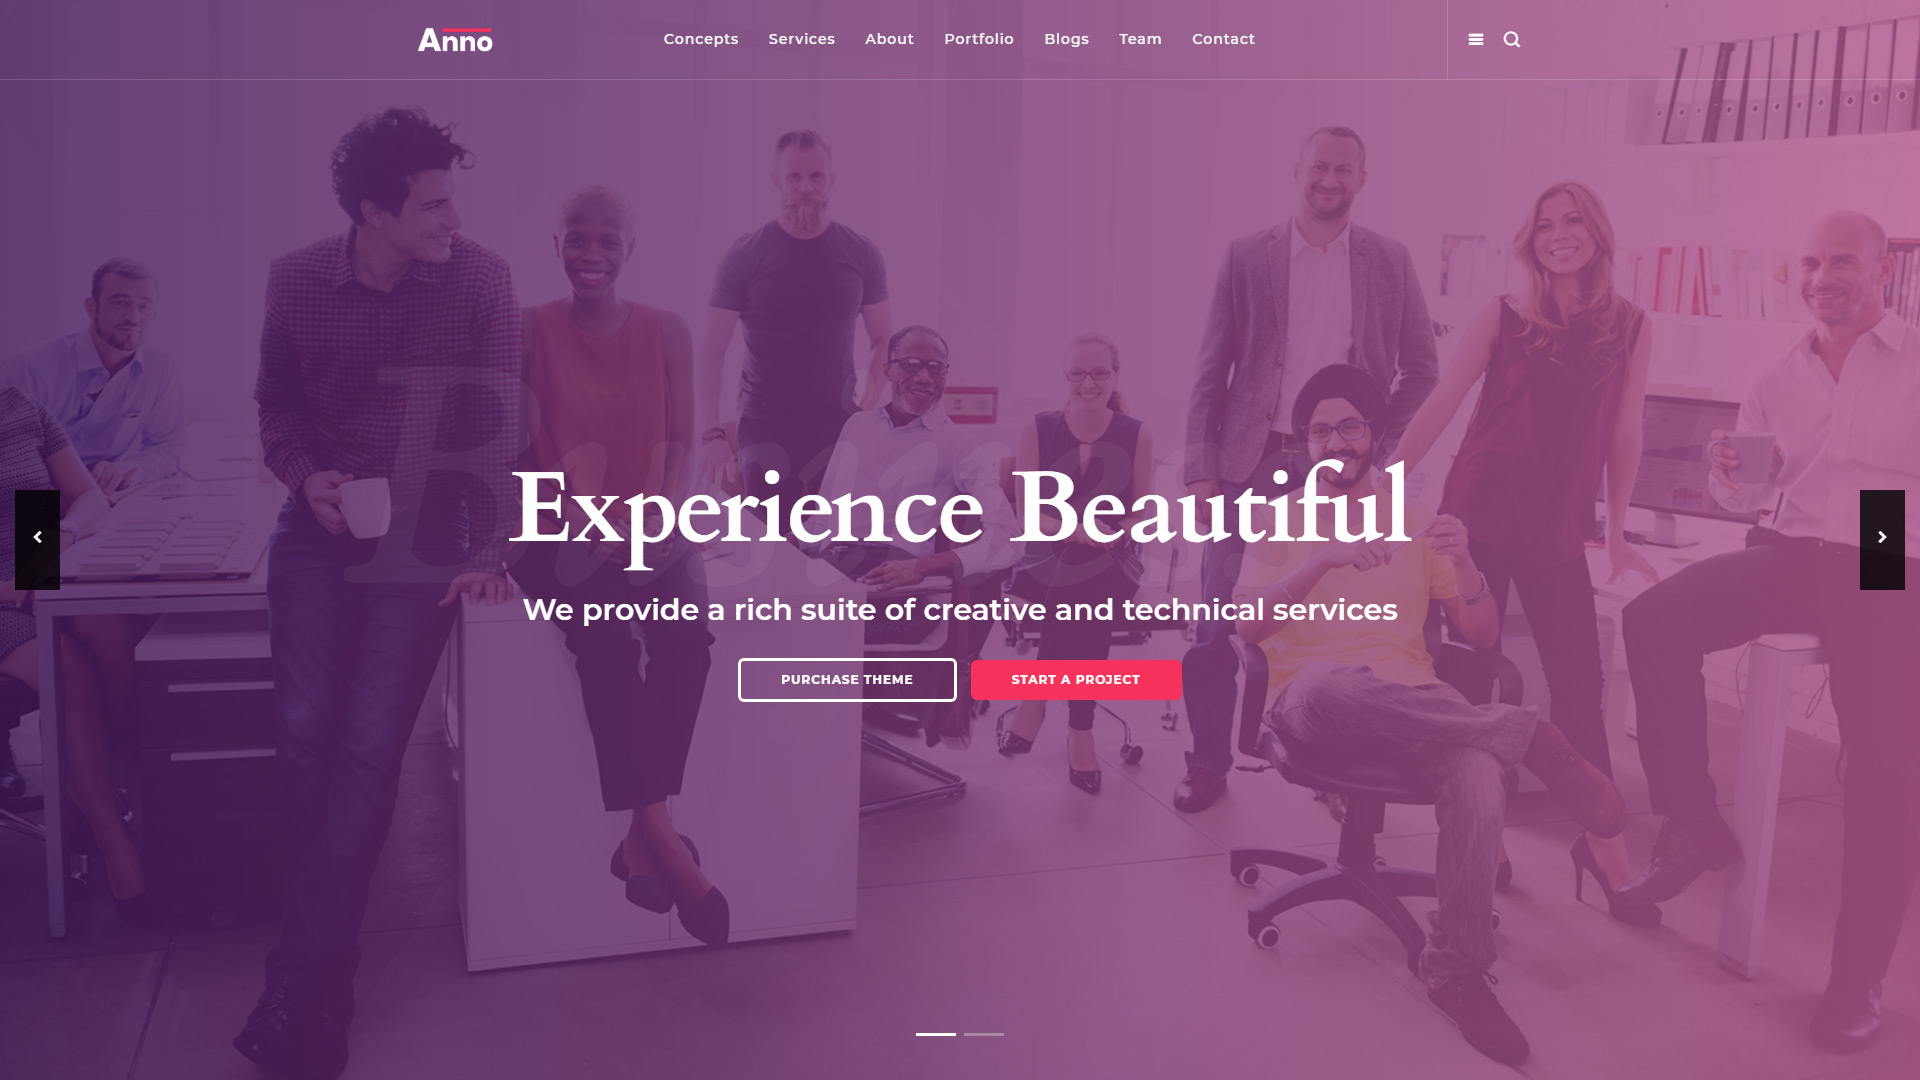 Anno
Concepts Services About Portfolio Blogs Team Contact
Business
Experience Beautiful
We provide a rich suite of creative and technical services
PURCHASE THEME
START A PROJECT